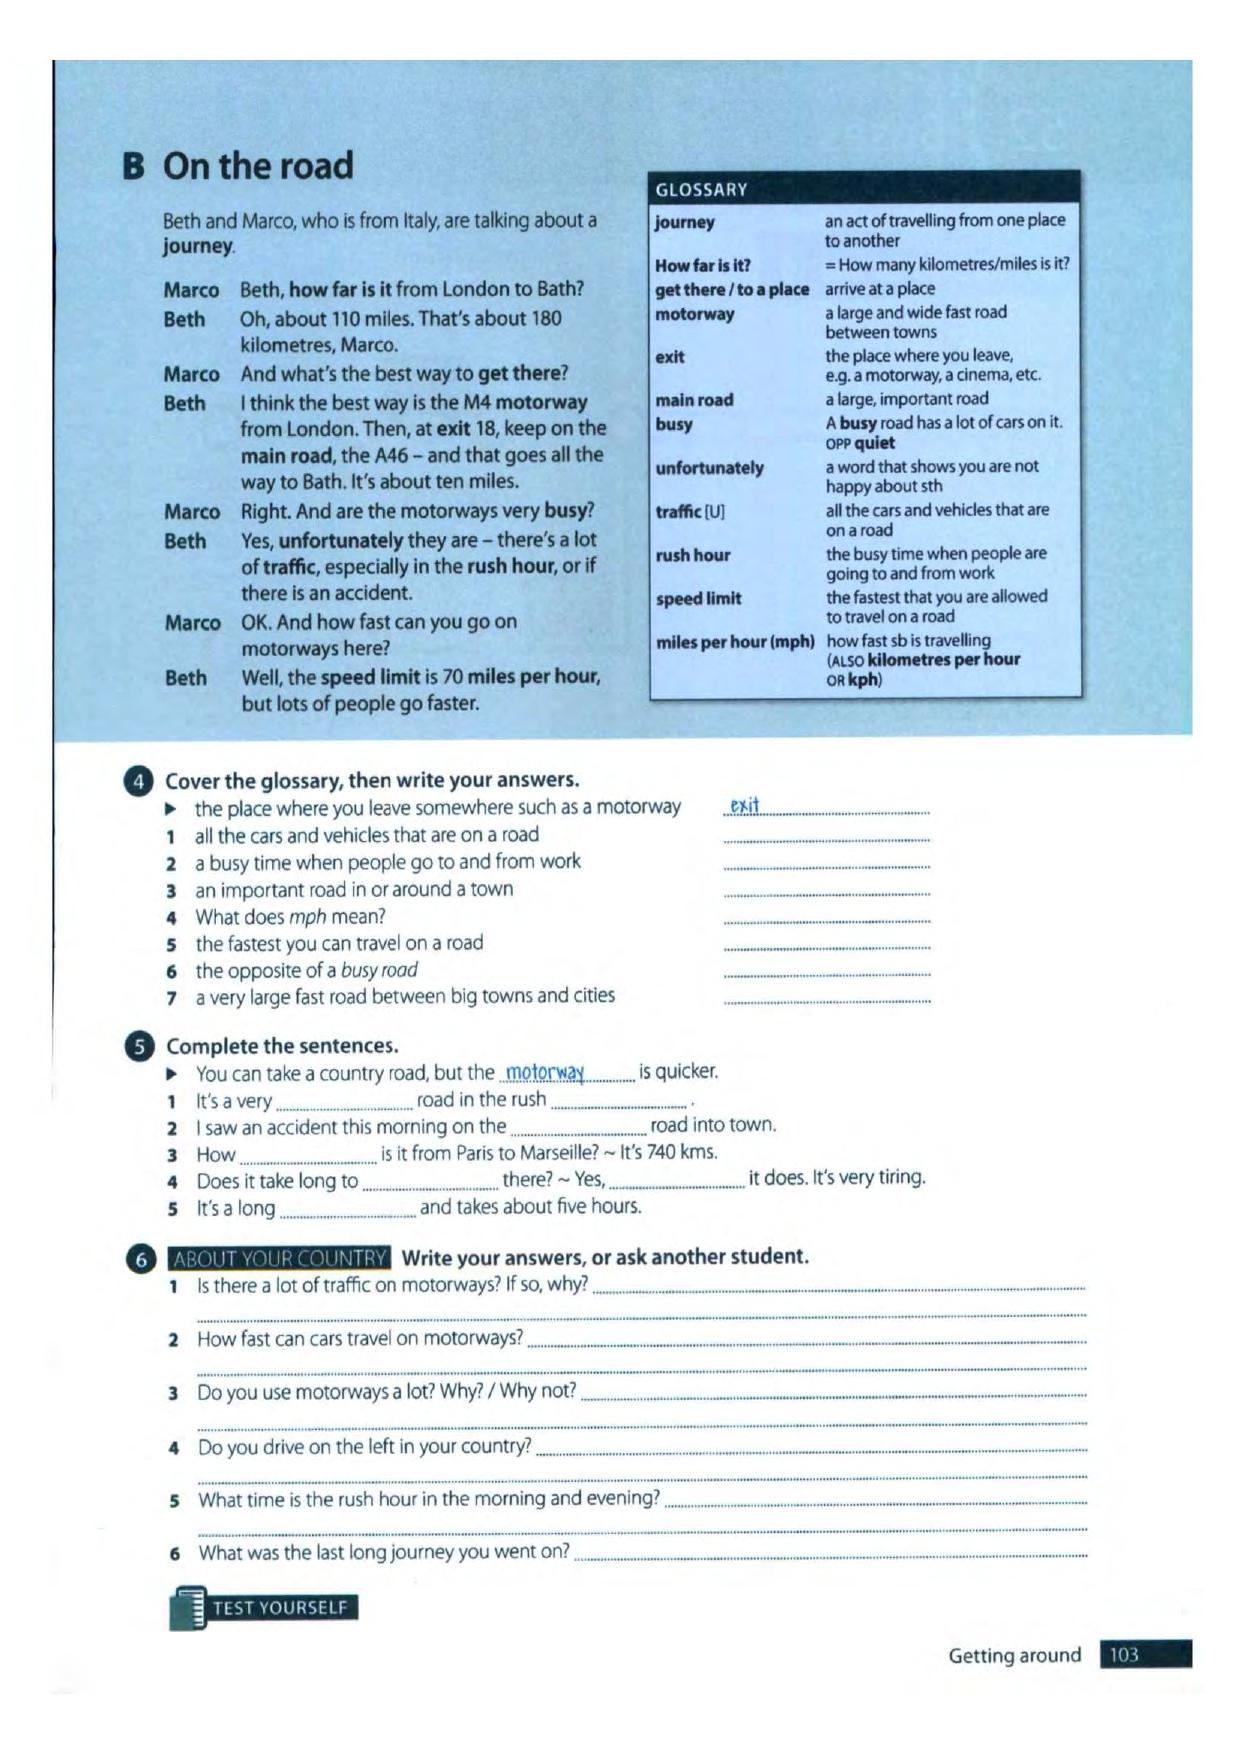 B On the road
Beth and Marco, who is from Italy, are talking about a
journey.
Marco Beth, how far is it from London to Bath?
Beth Oh, about 110 miles. That's about 180
kilometres, Marco.
Marco And what's the best way to get there?
Beth I think the best way is the M4 motorway
from London. Then, at exit 18, keep on the
main road, the A46 – and that goes all the
way to Bath. It's about ten miles.
Marco Right. And are the motorways very busy?
Beth Yes, unfortunately they are – there's a lot
of traffic, especially in the rush hour, or if
there is an accident.
Marco OK. And how fast can you go on
motorways here?
Beth Well, the speed limit is 70 miles per hour,
but lots of people go faster.
GLOSSARY
journey an act of travelling from one place
to another
How far is it? = How many kilometres/miles is it?
get there / to a place arrive at a place
motorway a large and wide fast road
between towns
exit the place where you leave,
e.g. a motorway, a cinema, etc.
main road a large, important road
busy A busy road has a lot of cars on it.
OPP quiet
unfortunately a word that shows you are not
happy about sth
traffic [U] all the cars and vehicles that are
on a road
rush hour the busy time when people are
going to and from work
speed limit the fastest that you are allowed
to travel on a road
miles per hour (mph) how fast sb is travelling
(ALSO kilometres per hour
OR kph)
4 Cover the glossary, then write your answers.
▶ the place where you leave somewhere such as a motorway exit
1 all the cars and vehicles that are on a road
2 a busy time when people go to and from work
3 an important road in or around a town
4 What does mph mean?
5 the fastest you can travel on a road
6 the opposite of a busy road
7 a very large fast road between big towns and cities
5 Complete the sentences.
▶ You can take a country road, but the motorway is quicker.
1 It's a very ____ road in the rush ____ .
2 I saw an accident this morning on the ____ road into town.
3 How ____ is it from Paris to Marseille? ~ It's 740 kms.
4 Does it take long to ____ there? ~ Yes, ____ it does. It's very tiring.
5 It's a long ____ and takes about five hours.
6 ABOUT YOUR COUNTRY Write your answers, or ask another student.
1 Is there a lot of traffic on motorways? If so, why?
2 How fast can cars travel on motorways?
3 Do you use motorways a lot? Why? / Why not?
4 Do you drive on the left in your country?
5 What time is the rush hour in the morning and evening?
6 What was the last long journey you went on?
TEST YOURSELF
Getting around 103